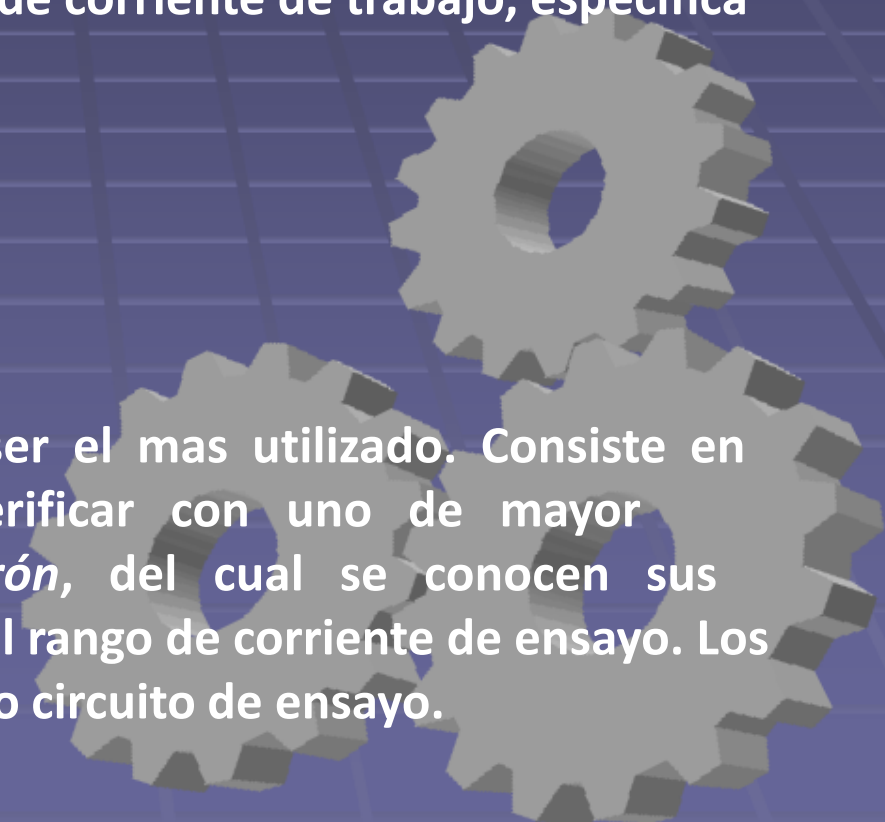 de corriente de trabajo, especifica
ser el mas utilizado. Consiste en
erificar con uno de mayor
rón, del cual se conocen sus
l rango de corriente de ensayo. Los
o circuito de ensayo.